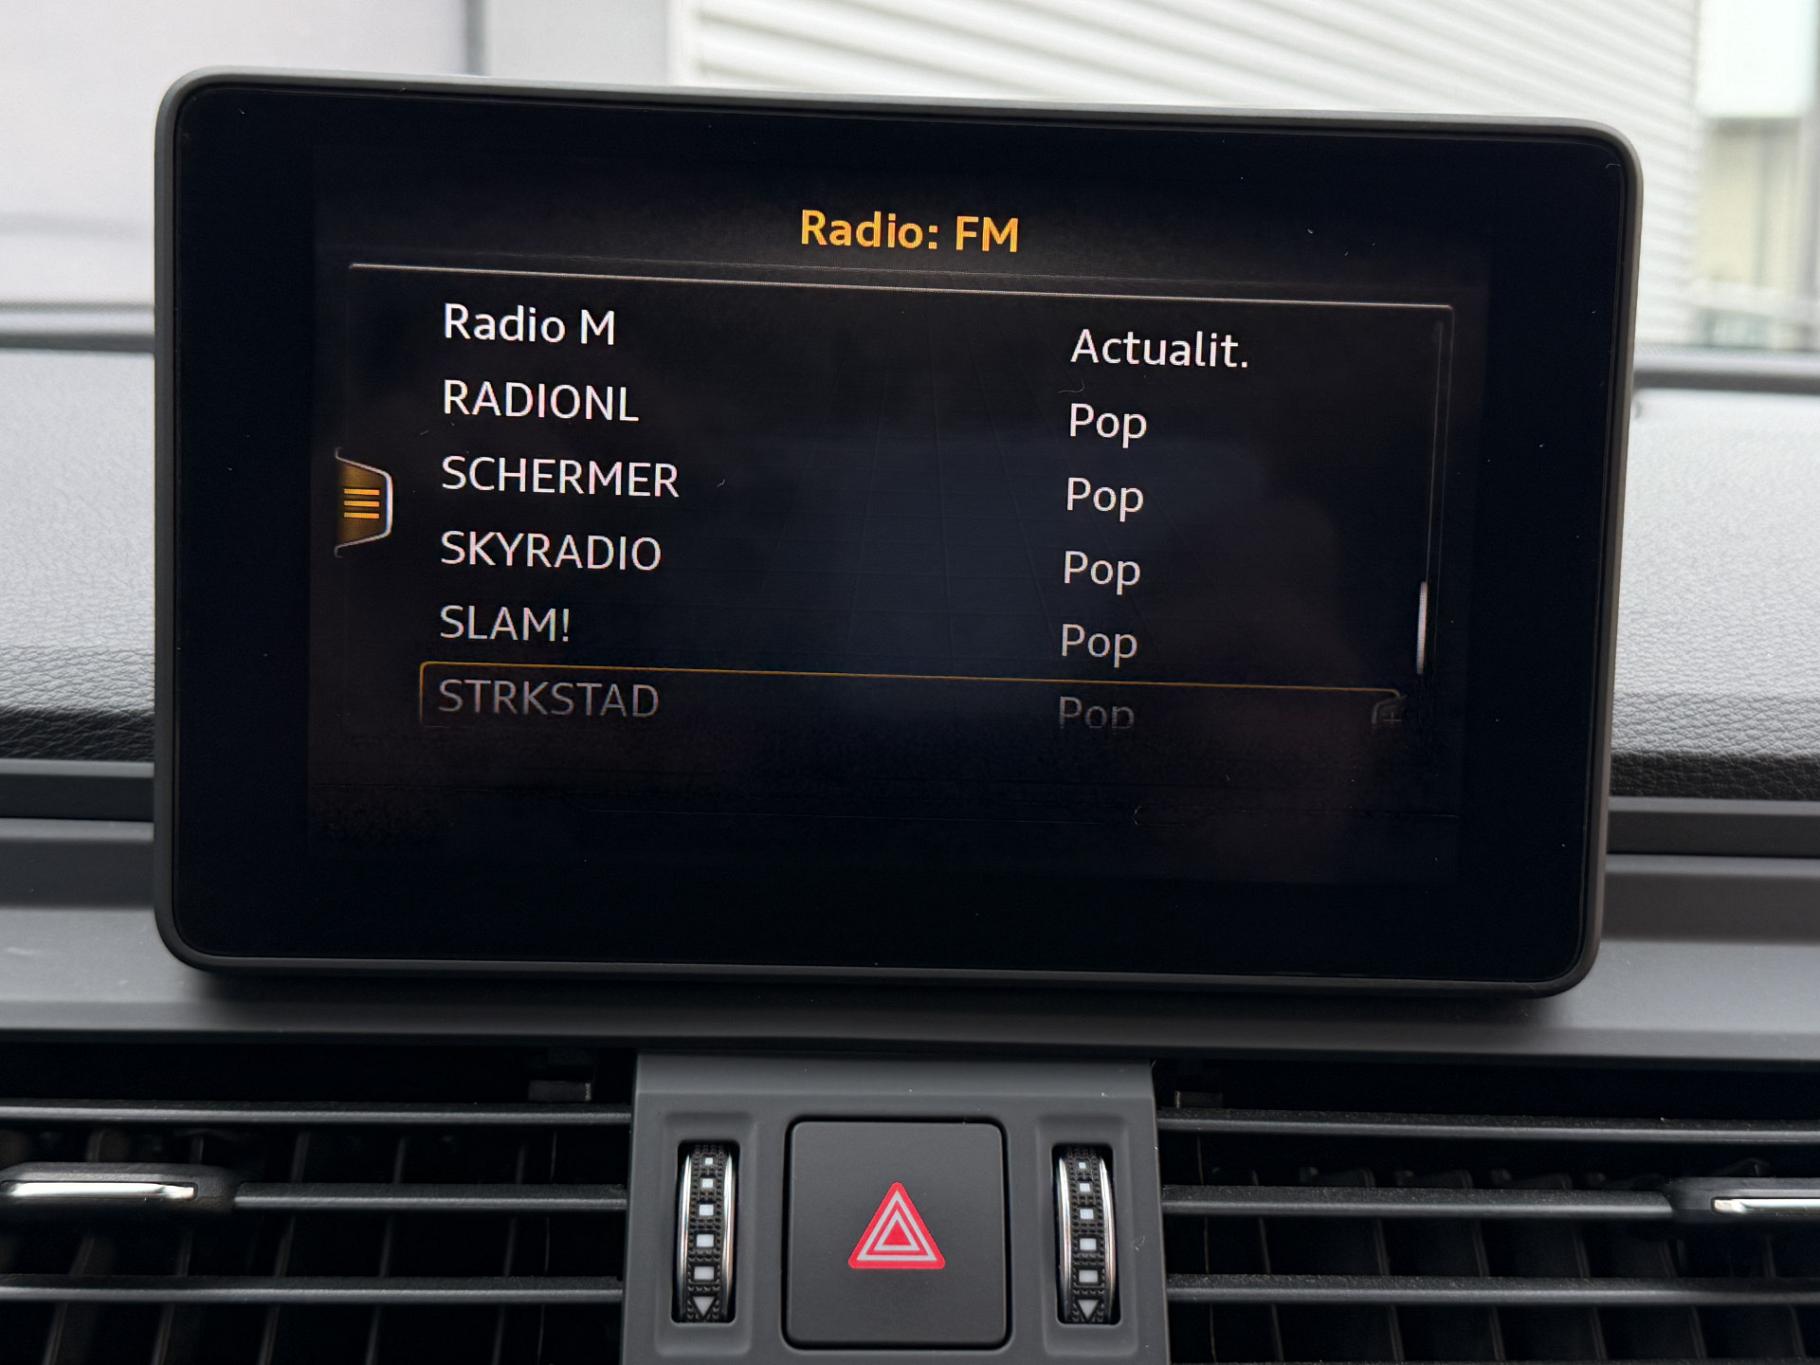 Radio: FM
Radio M Actualit.
RADIONL Pop
SCHERMER Pop
SKYRADIO Pop
SLAM! Pop
STRKSTAD Pop